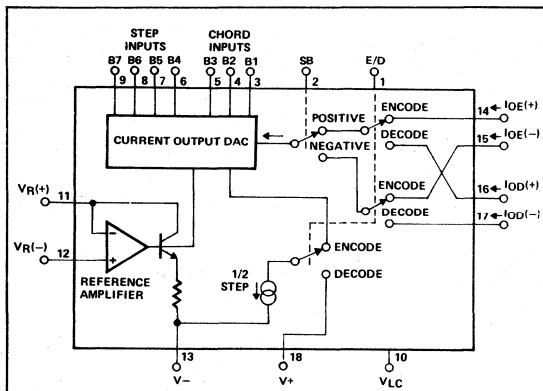 STEP INPUTS
CHORD INPUTS
B7 B6 B5 B4 B3 B2 B1 SB E/D
9 8 7 6 5 4 3 2 1
CURRENT OUTPUT DAC
POSITIVE
NEGATIVE
ENCODE
DECODE
ENCODE
DECODE
14 IOE(+)
15 IOE(-)
16 IOD(+)
17 IOD(-)
VR(+) 11
VR(-) 12
-
+
REFERENCE AMPLIFIER
1/2 STEP
ENCODE
DECODE
13 18 10
V- V+ VLC